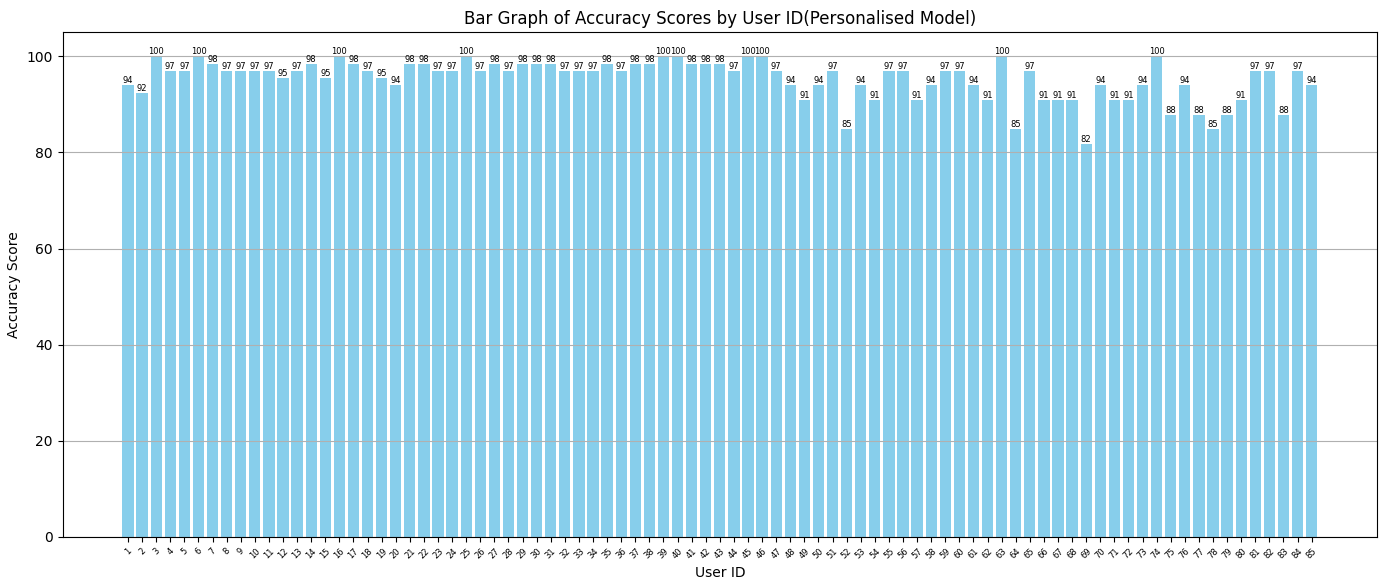 Bar Graph of Accuracy Scores by User ID(Personalised Model)
Accuracy Score
100
80
60
40
20
0
94 92 100 97 97 100 98 97 97 97 97 95 97 98 95 100 98 97 95 94 98 98 97 97 100 97 98 97 98 98 98 97 97 97 98 97 98 98 100 100 98 98 98 97 100 100 97 94 91 94 97 85 94 91 97 97 91 94 97 97 94 91 100 85 97 91 91 91 82 94 91 91 94 100 88 94 88 85 88 91 97 97 88 97 94
1 2 3 4 5 6 7 8 9 10 11 12 13 14 15 16 17 18 19 20 21 22 23 24 25 26 27 28 29 30 31 32 33 34 35 36 37 38 39 40 41 42 43 44 45 46 47 48 49 50 51 52 53 54 55 56 57 58 59 60 61 62 63 64 65 66 67 68 69 70 71 72 73 74 75 76 77 78 79 80 81 82 83 84 85
User ID